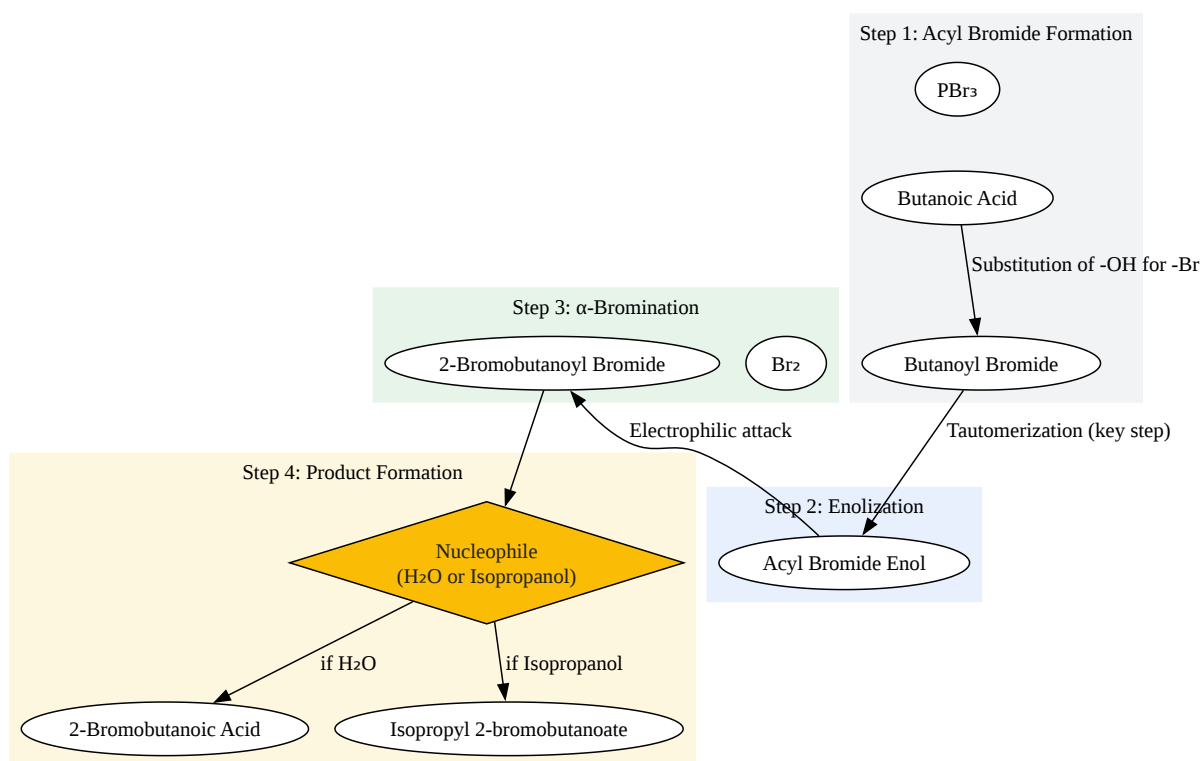 Step 1: Acyl Bromide Formation
PBr₃
Butanoic Acid
Substitution of -OH for -Br
Step 3: α-Bromination
2-Bromobutanoyl Bromide
Br₂
Butanoyl Bromide
Electrophilic attack
Tautomerization (key step)
Step 4: Product Formation
Step 2: Enolization
Nucleophile
(H₂O or Isopropanol)
Acyl Bromide Enol
if H₂O
if Isopropanol
2-Bromobutanoic Acid
Isopropyl 2-bromobutanoate